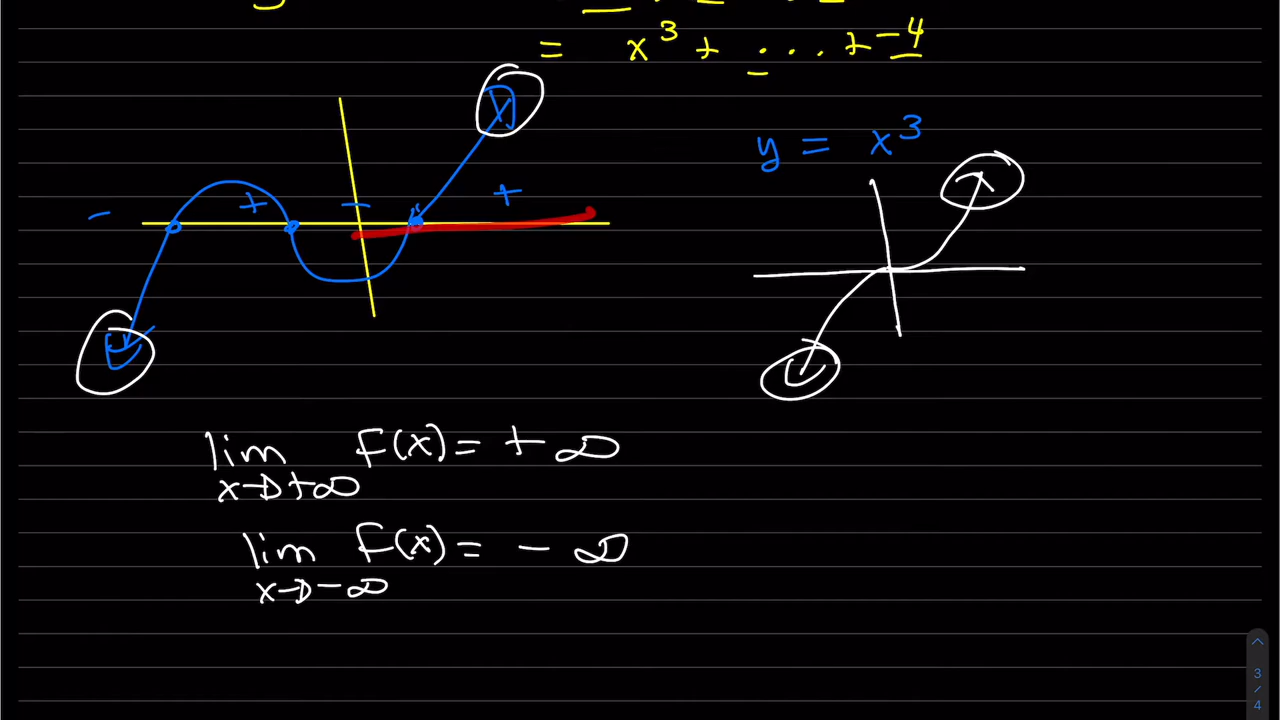 = x³ + ... + -4
y = x³
- + - +
lim f(x) = + ∞
x→+∞
lim f(x) = - ∞
x→-∞
3
/
4